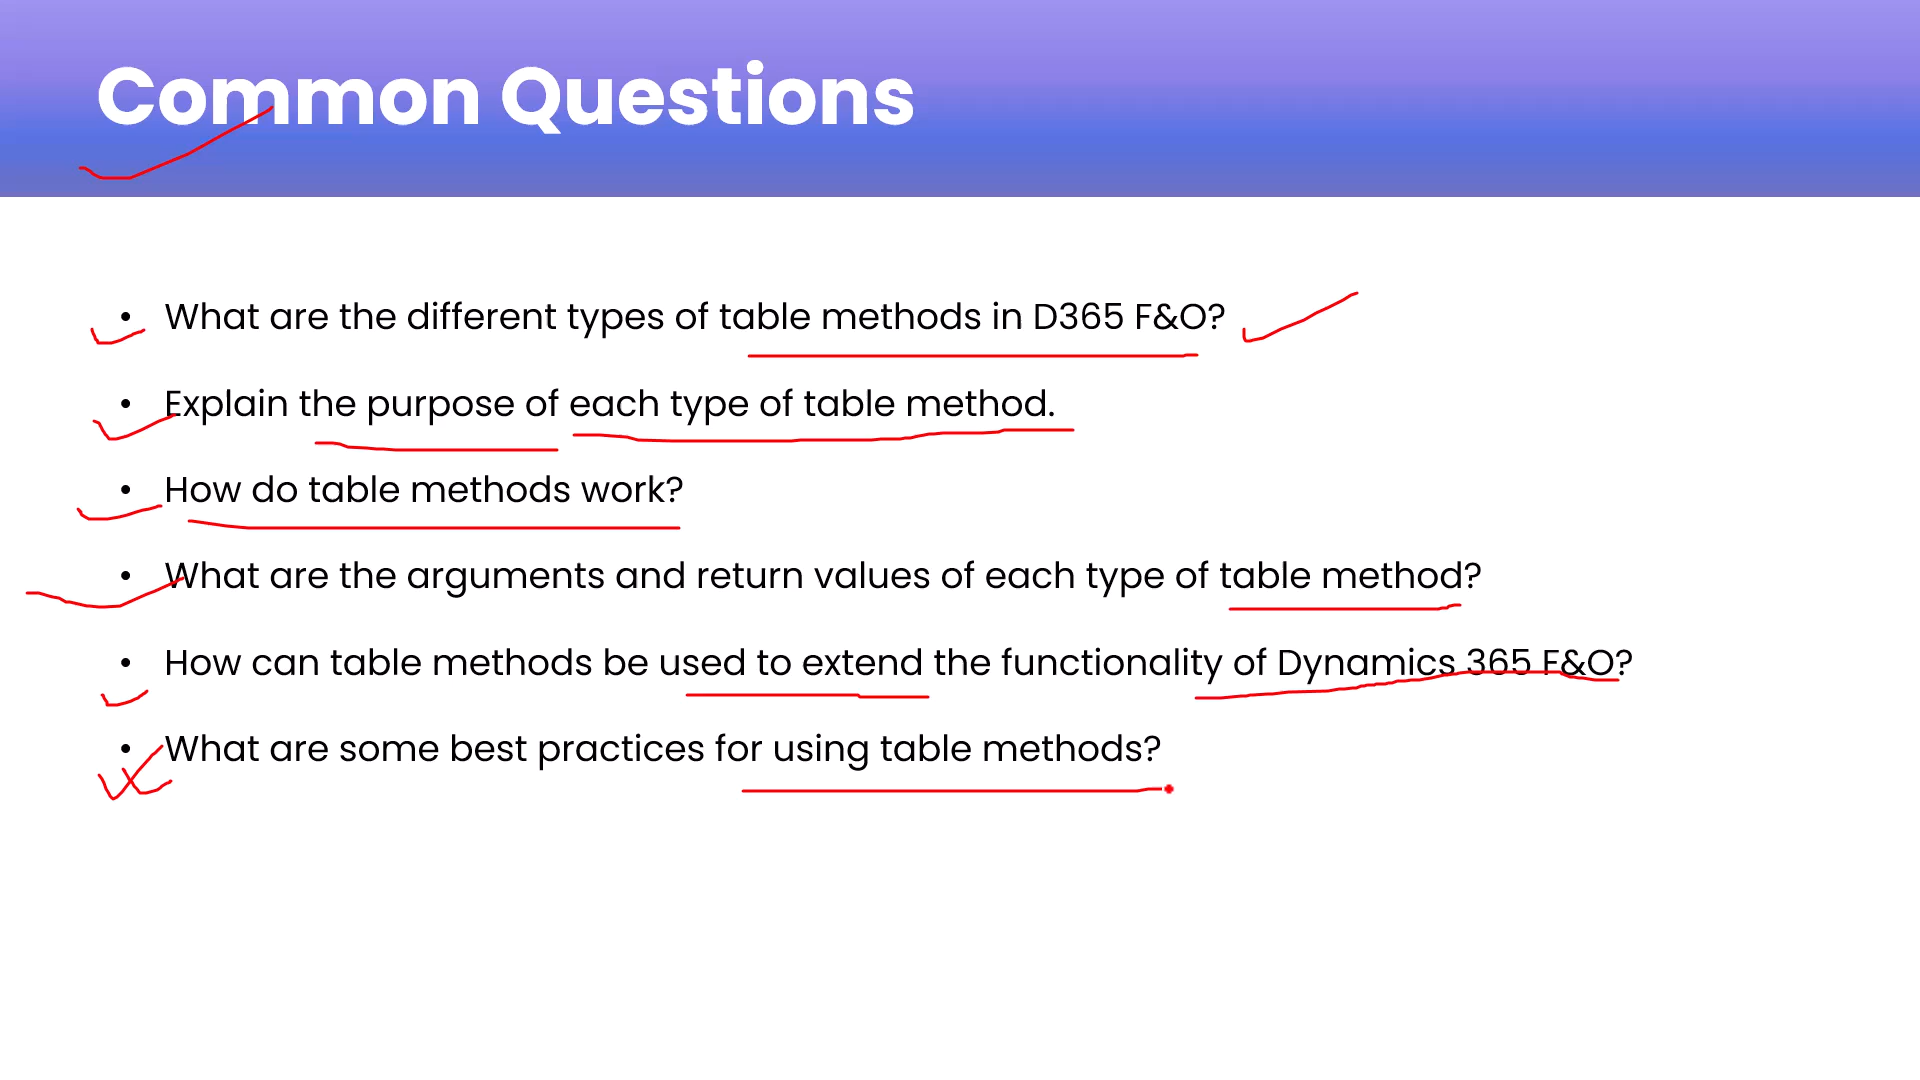 Common Questions
• What are the different types of table methods in D365 F&O?
• Explain the purpose of each type of table method.
• How do table methods work?
• What are the arguments and return values of each type of table method?
• How can table methods be used to extend the functionality of Dynamics 365 F&O?
• What are some best practices for using table methods?